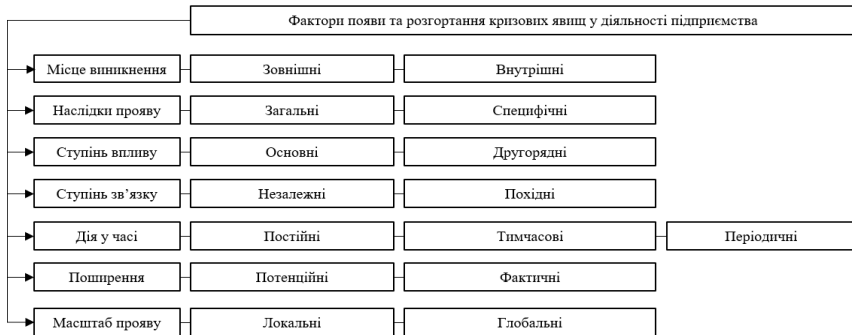 Фактори появи та розгортання кризових явищ у діяльності підприємства
Місце виникнення Зовнішні Внутрішні
Наслідки прояву Загальні Специфічні
Ступінь впливу Основні Другорядні
Ступінь зв’язку Незалежні Похідні
Дія у часі Постійні Тимчасові Періодичні
Поширення Потенційні Фактичні
Масштаб прояву Локальні Глобальні